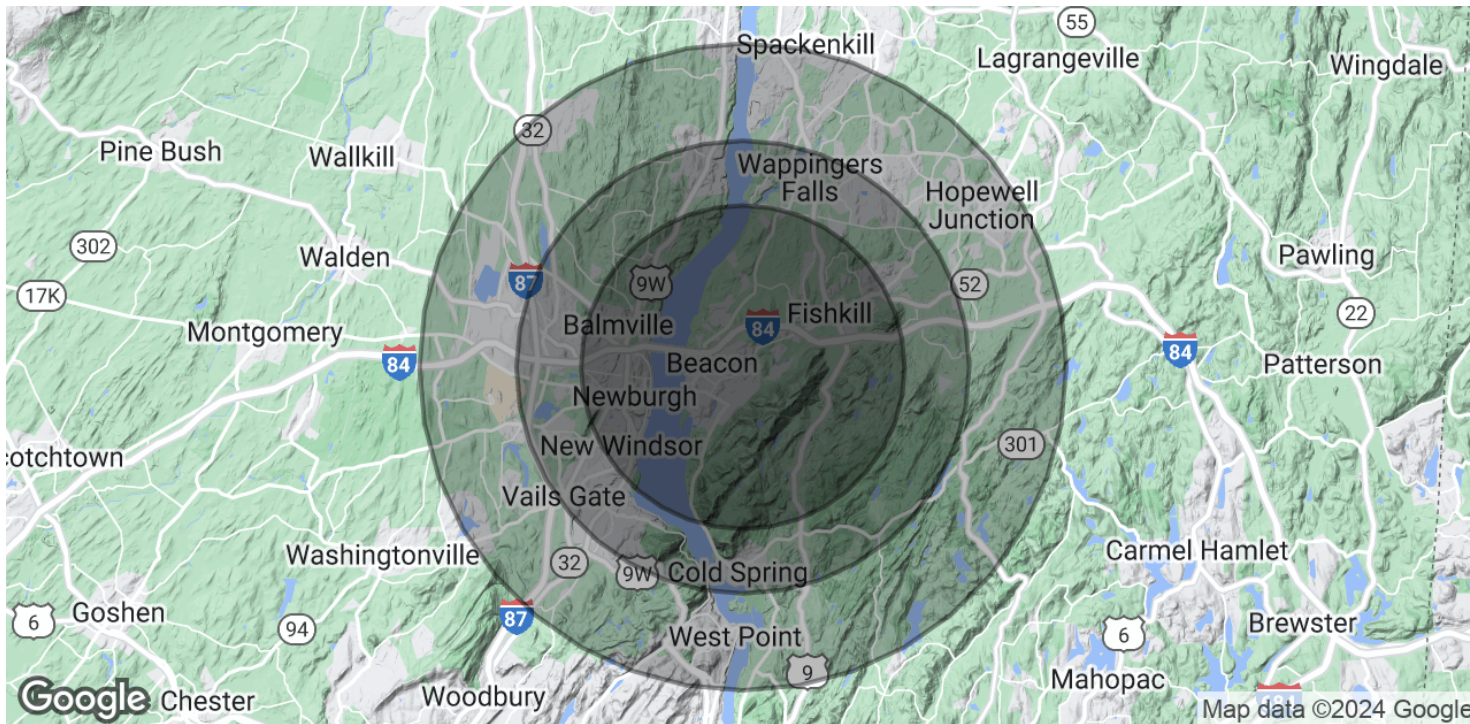 55
Spackenkill
Lagrangeville
Wingdale
32
Pine Bush
Wallkill
Wappingers
Falls
Hopewell
Junction
302
Walden
Pawling
87
9W
52
17K
Balmville
Fishkill
22
Montgomery
84
84
84
Beacon
Patterson
Newburgh
New Windsor
301
cotchtown
Vails Gate
Washingtonville
Carmel Hamlet
32
9W
Cold Spring
6
Goshen
94
87
West Point
6
Brewster
9
Mahopac
Google
Chester
Woodbury
Map data ©2024 Google